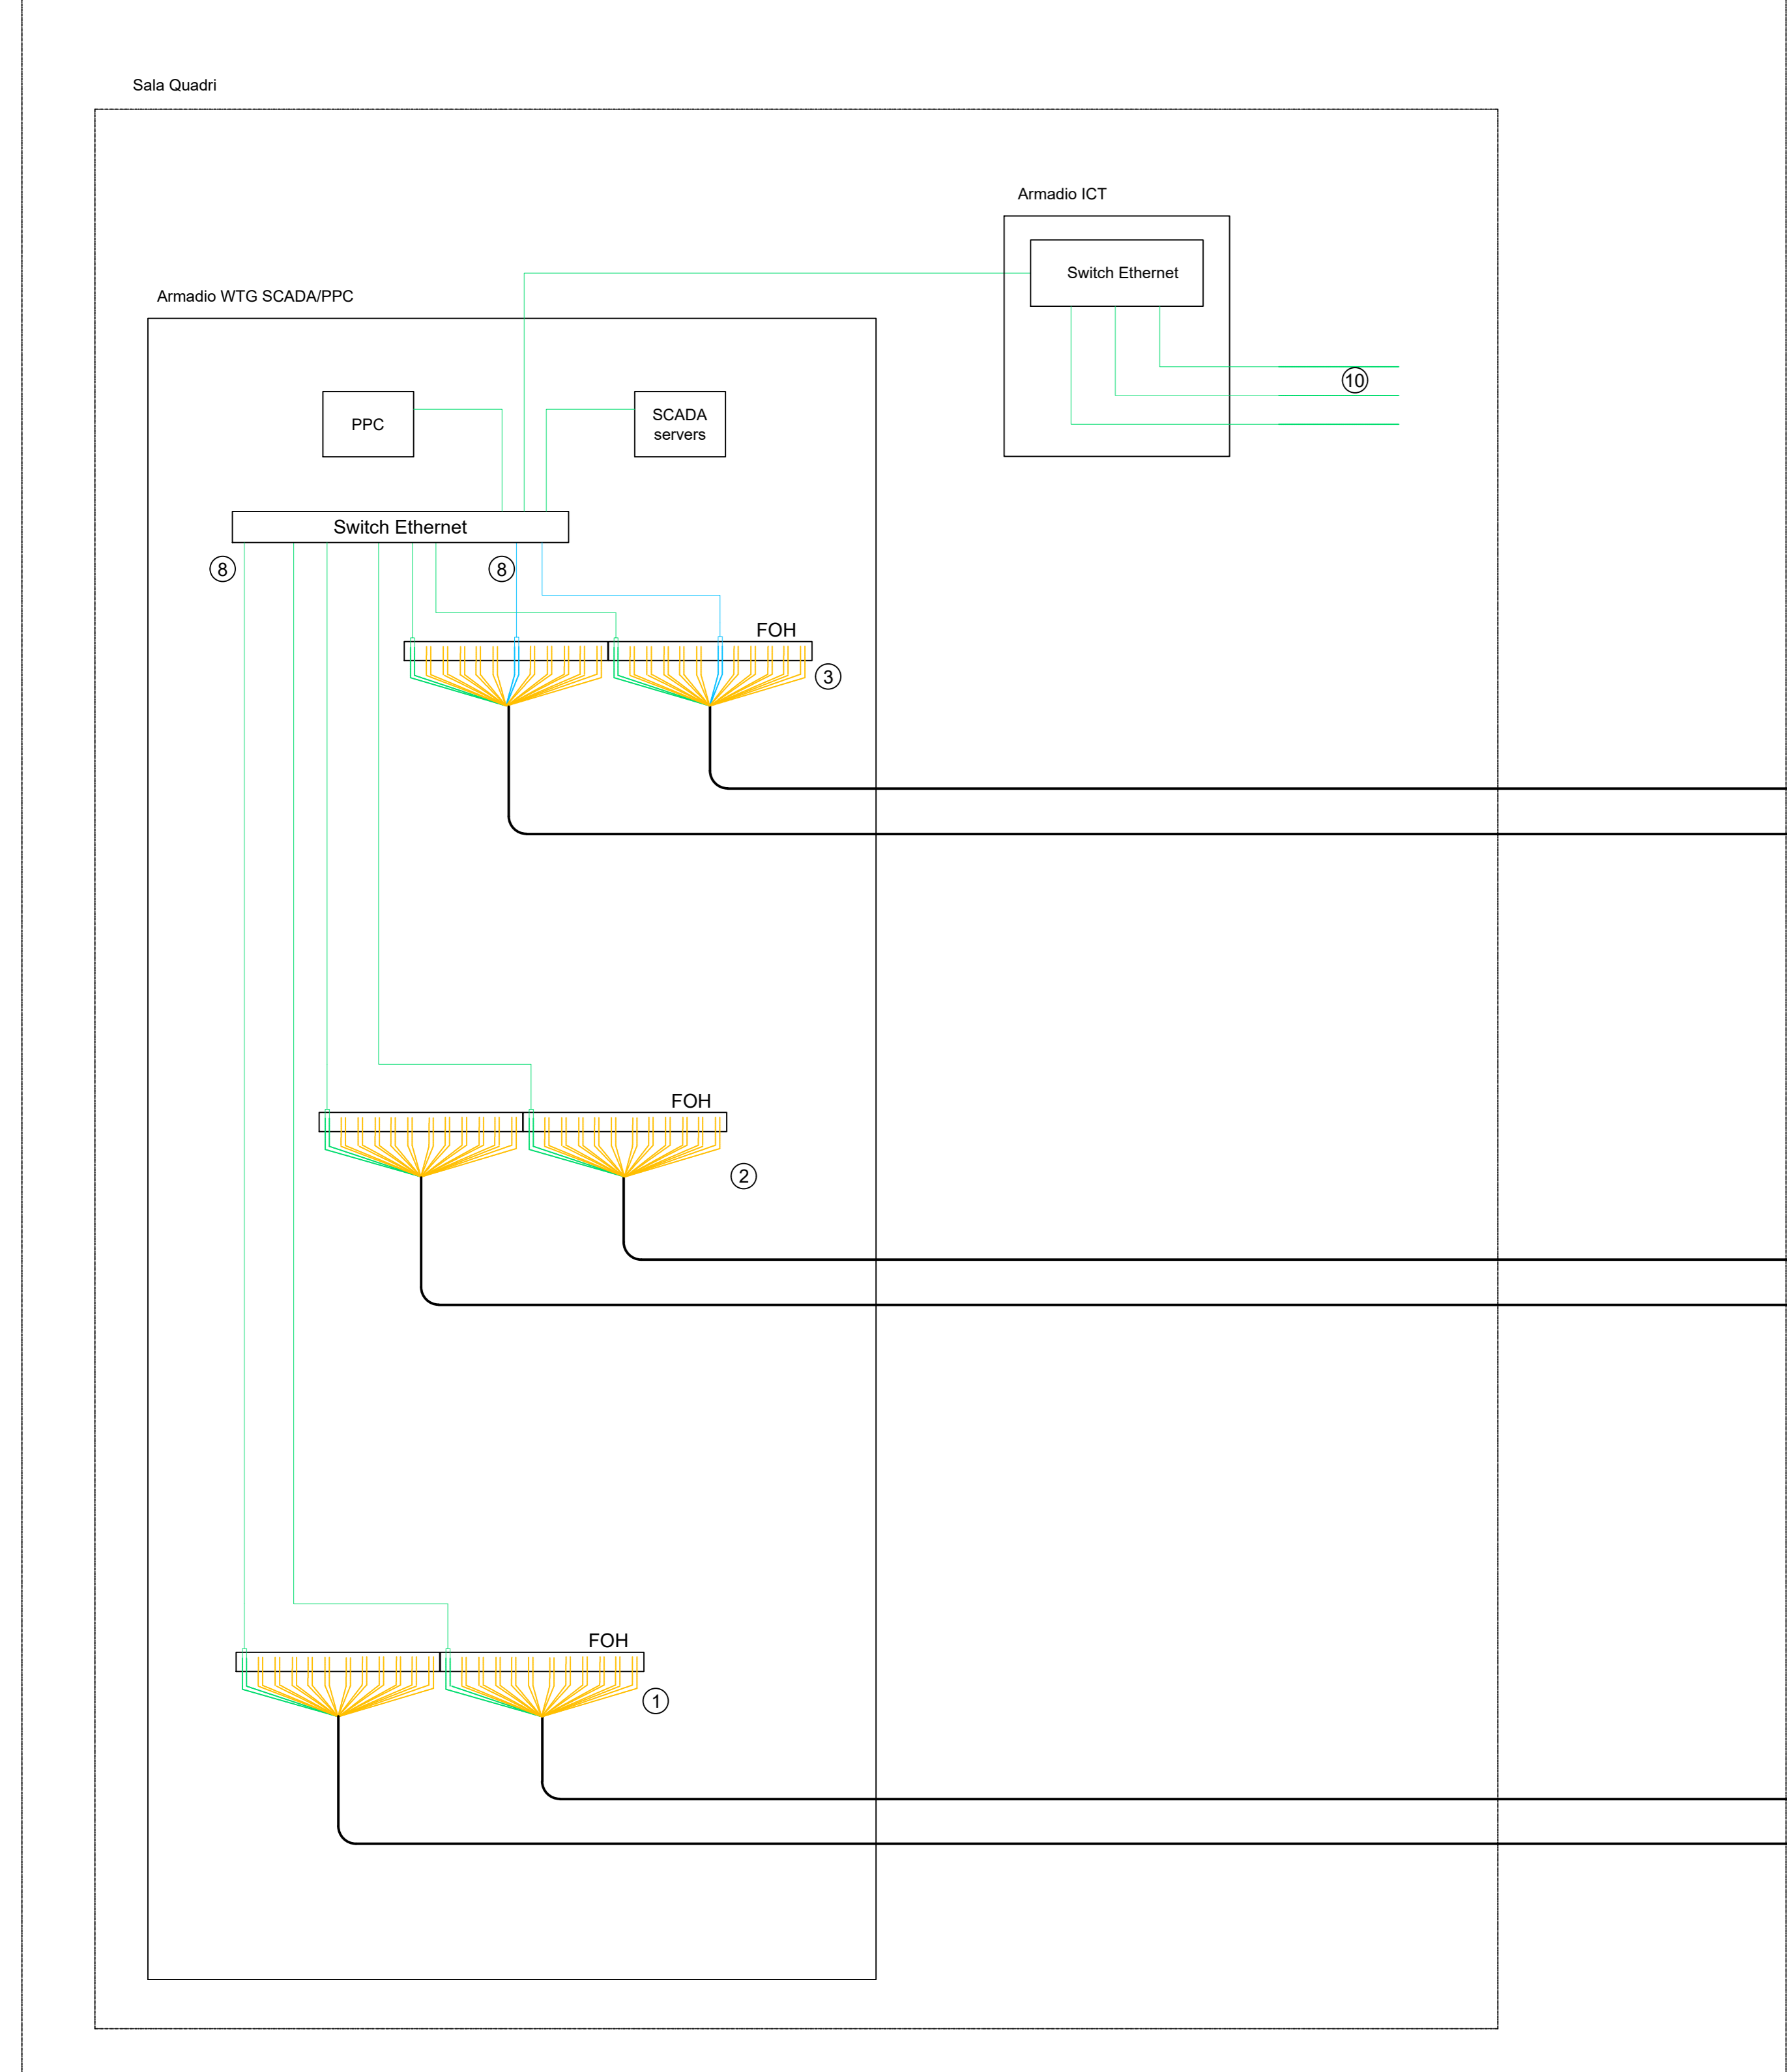 Sala Quadri
Armadio ICT
Switch Ethernet
Armadio WTG SCADA/PPC
10
PPC
SCADA
servers
Switch Ethernet
8
8
FOH
3
FOH
2
FOH
1